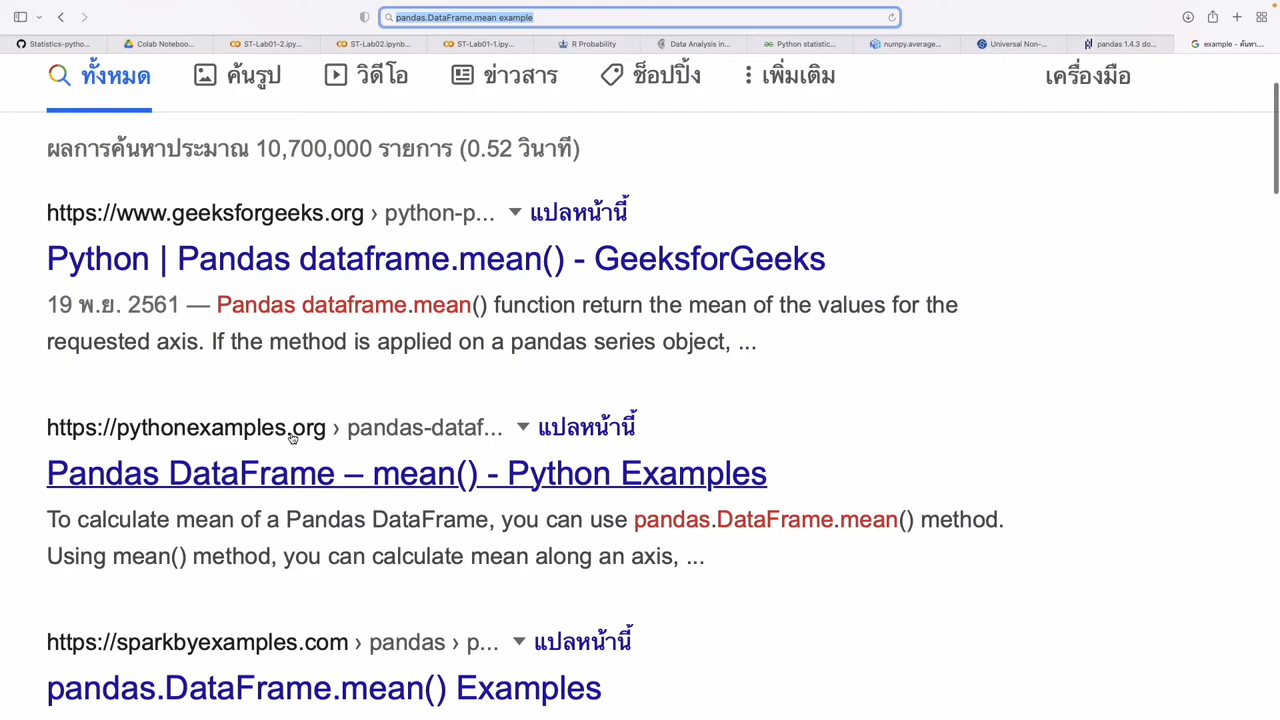 pandas.DataFrame.mean example
Statistics-pytho...
Colab Noteboo...
ST-Lab01-2.ipy...
ST-Lab02.ipynb...
ST-Lab01-1.ipy...
R Probability
Data Analysis in...
Python statistic...
numpy.average...
Universal Non-...
pandas 1.4.3 do...
example - ค้นหา...
ทั้งหมด ค้นรูป วิดีโอ ข่าวสาร ช็อปปิ้ง เพิ่มเติม เครื่องมือ
ผลการค้นหาประมาณ 10,700,000 รายการ (0.52 วินาที)
https://www.geeksforgeeks.org › python-p... แปลหน้านี้
Python | Pandas dataframe.mean() - GeeksforGeeks
19 พ.ย. 2561 — Pandas dataframe.mean() function return the mean of the values for the
requested axis. If the method is applied on a pandas series object, ...
https://pythonexamples.org › pandas-dataf... แปลหน้านี้
Pandas DataFrame – mean() - Python Examples
To calculate mean of a Pandas DataFrame, you can use pandas.DataFrame.mean() method.
Using mean() method, you can calculate mean along an axis, ...
https://sparkbyexamples.com › pandas › p... แปลหน้านี้
pandas.DataFrame.mean() Examples